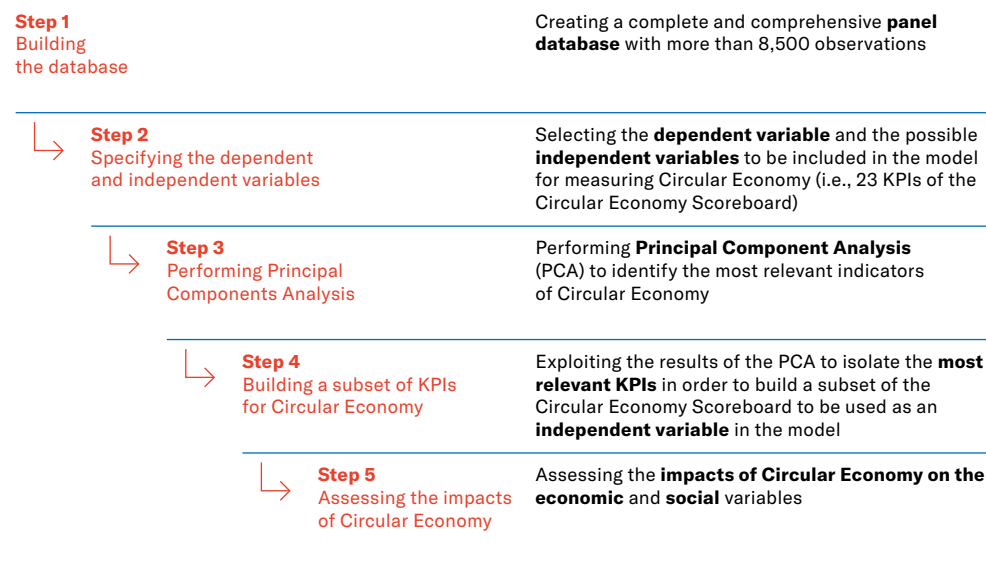 Step 1
Building
the database
Creating a complete and comprehensive panel
database with more than 8,500 observations
Step 2
Specifying the dependent
and independent variables
Selecting the dependent variable and the possible
independent variables to be included in the model
for measuring Circular Economy (i.e., 23 KPIs of the
Circular Economy Scoreboard)
Step 3
Performing Principal
Components Analysis
Performing Principal Component Analysis
(PCA) to identify the most relevant indicators
of Circular Economy
Step 4
Building a subset of KPIs
for Circular Economy
Exploiting the results of the PCA to isolate the most
relevant KPIs in order to build a subset of the
Circular Economy Scoreboard to be used as an
independent variable in the model
Step 5
Assessing the impacts
of Circular Economy
Assessing the impacts of Circular Economy on the
economic and social variables